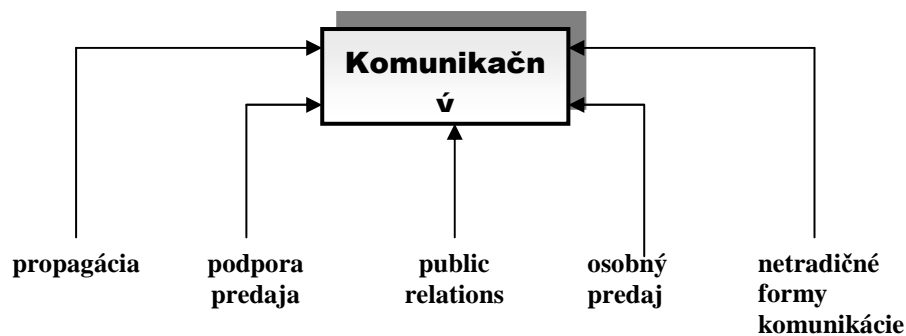 Komunikačn
ý
propagácia
podpora
predaja
public
relations
osobný
predaj
netradičné
formy
komunikácie